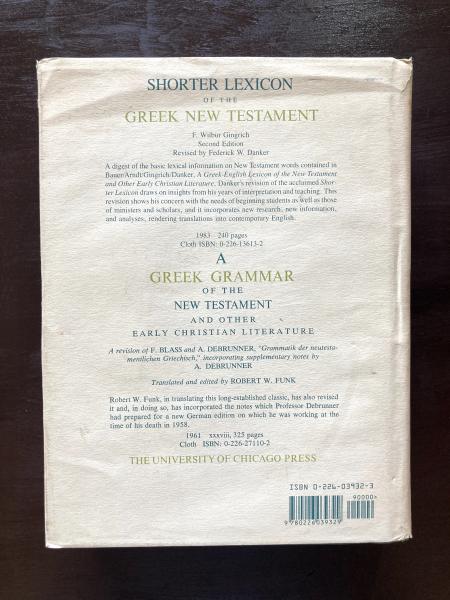 SHORTER LEXICON
OF THE
GREEK NEW TESTAMENT
F. Wilbur Gingrich
Second Edition
Revised by Federick W. Danker
A digest of the basic lexical information on New Testament words contained in
Bauer/Arndt/Gingrich/Danker, A Greek-English Lexicon of the New Testament
and Other Early Christian Literature. Danker's revision of the acclaimed Shor-
ter Lexicon draws on insights from his years of interpretation and teaching. This
revision shows his concern with the needs of beginning students as well as those
of ministers and scholars, and it incorporates new research, new information,
and analyses, rendering translations into contemporary English.
1983 240 pages
Cloth ISBN: 0-226-13613-2
A
GREEK GRAMMAR
OF THE
NEW TESTAMENT
AND OTHER
EARLY CHRISTIAN LITERATURE
A revision of F. BLASS and A. DEBRUNNER, "Grammatik der neutesta-
mentlichen Griechisch," incorporating supplementary notes by
A. DEBRUNNER
Translated and edited by ROBERT W. FUNK
Robert W. Funk, in translating this long-established classic, has also revised
it and, in doing so, has incorporated the notes which Professor Debrunner
had prepared for a new German edition on which he was working at the
time of his death in 1958.
1961 xxxviii, 325 pages
Cloth ISBN: 0-226-27110-2
THE UNIVERSITY OF CHICAGO PRESS
ISBN 0-226-03932-3
90000>
9 780226 039329